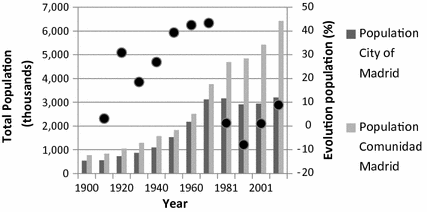 7,000
6,000
5,000
4,000
3,000
2,000
1,000
0
Total Population
(thousands)
50
40
30
20
10
0
-10
-20
Evolution population (%)
1900 1920 1940 1960 1981 2001
Year
Population
City of
Madrid
Population
Comunidad
Madrid